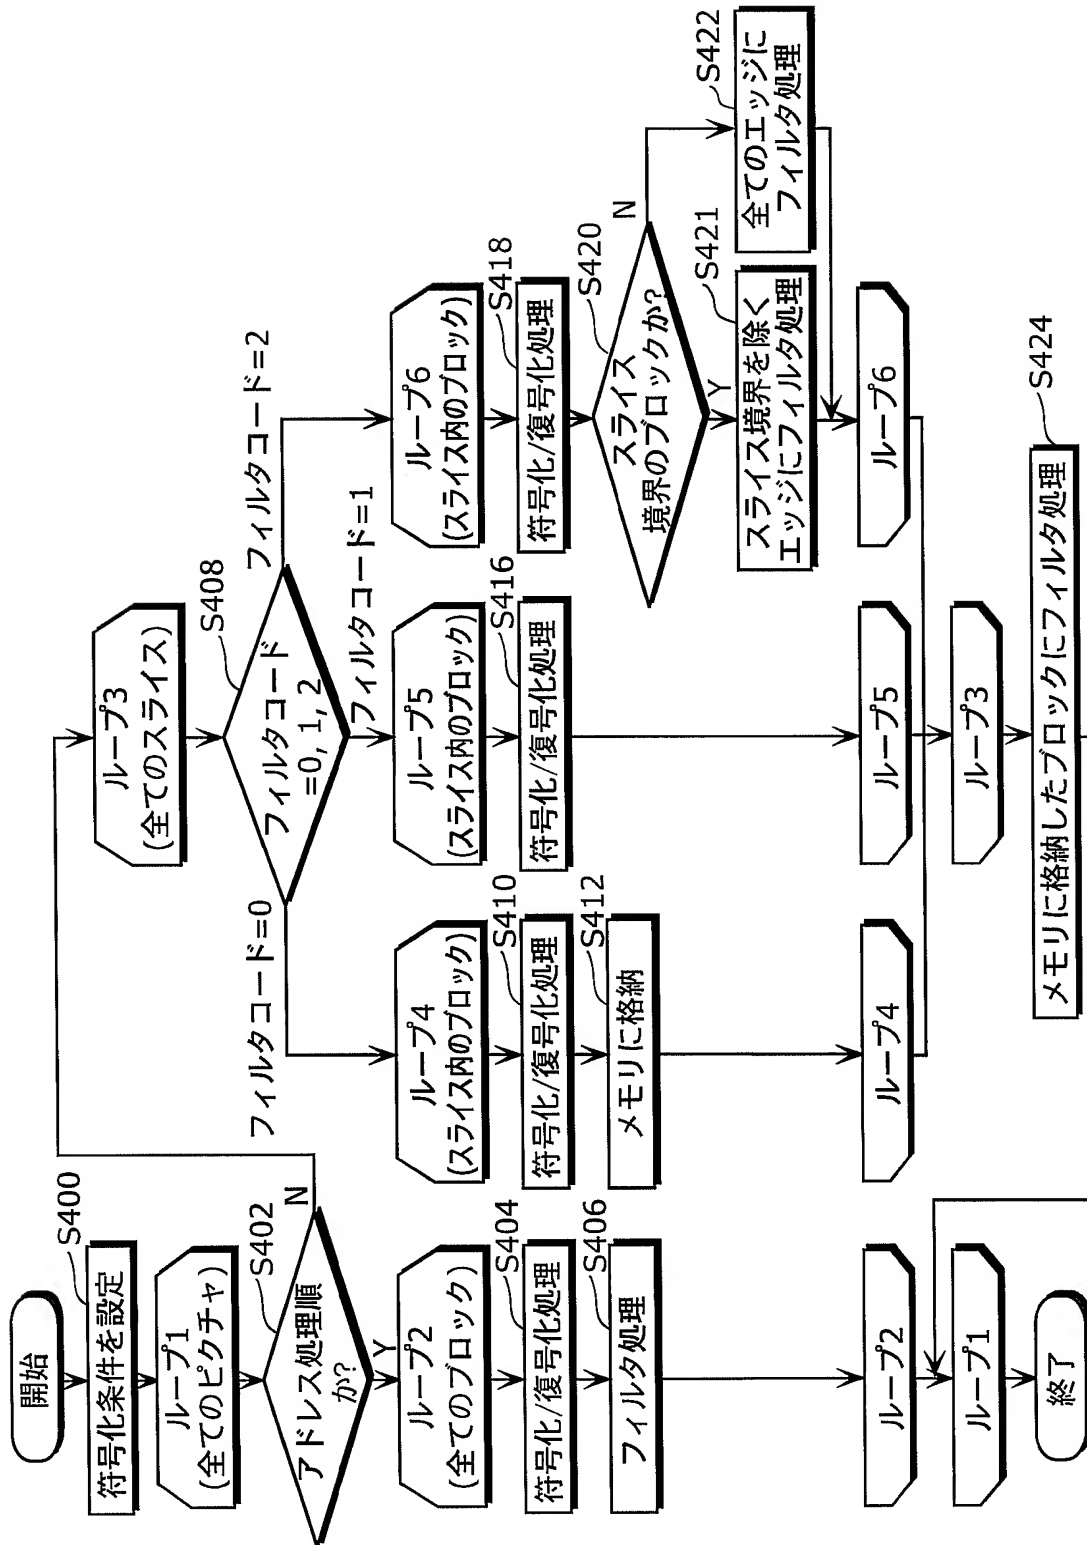 開始
S400
符号化条件を設定
ループ1
(全てのピクチャ)
S402
アドレス処理順
か?
Y
N
ループ2
(全てのブロック)
S404
符号化/復号化処理
S406
フィルタ処理
ループ2
ループ1
終了
ループ3
(全てのスライス)
S408
フィルタコード
=0, 1, 2
フィルタコード=0
フィルタコード=1
フィルタコード=2
ループ4
(スライス内のブロック)
S410
符号化/復号化処理
S412
メモリに格納
ループ4
ループ5
(スライス内のブロック)
S416
符号化/復号化処理
ループ5
ループ6
(スライス内のブロック)
S418
符号化/復号化処理
S420
スライス
境界のブロックか?
Y
N
S421
スライス境界を除く
エッジにフィルタ処理
S422
全てのエッジに
フィルタ処理
ループ6
ループ3
S424
メモリに格納したブロックにフィルタ処理